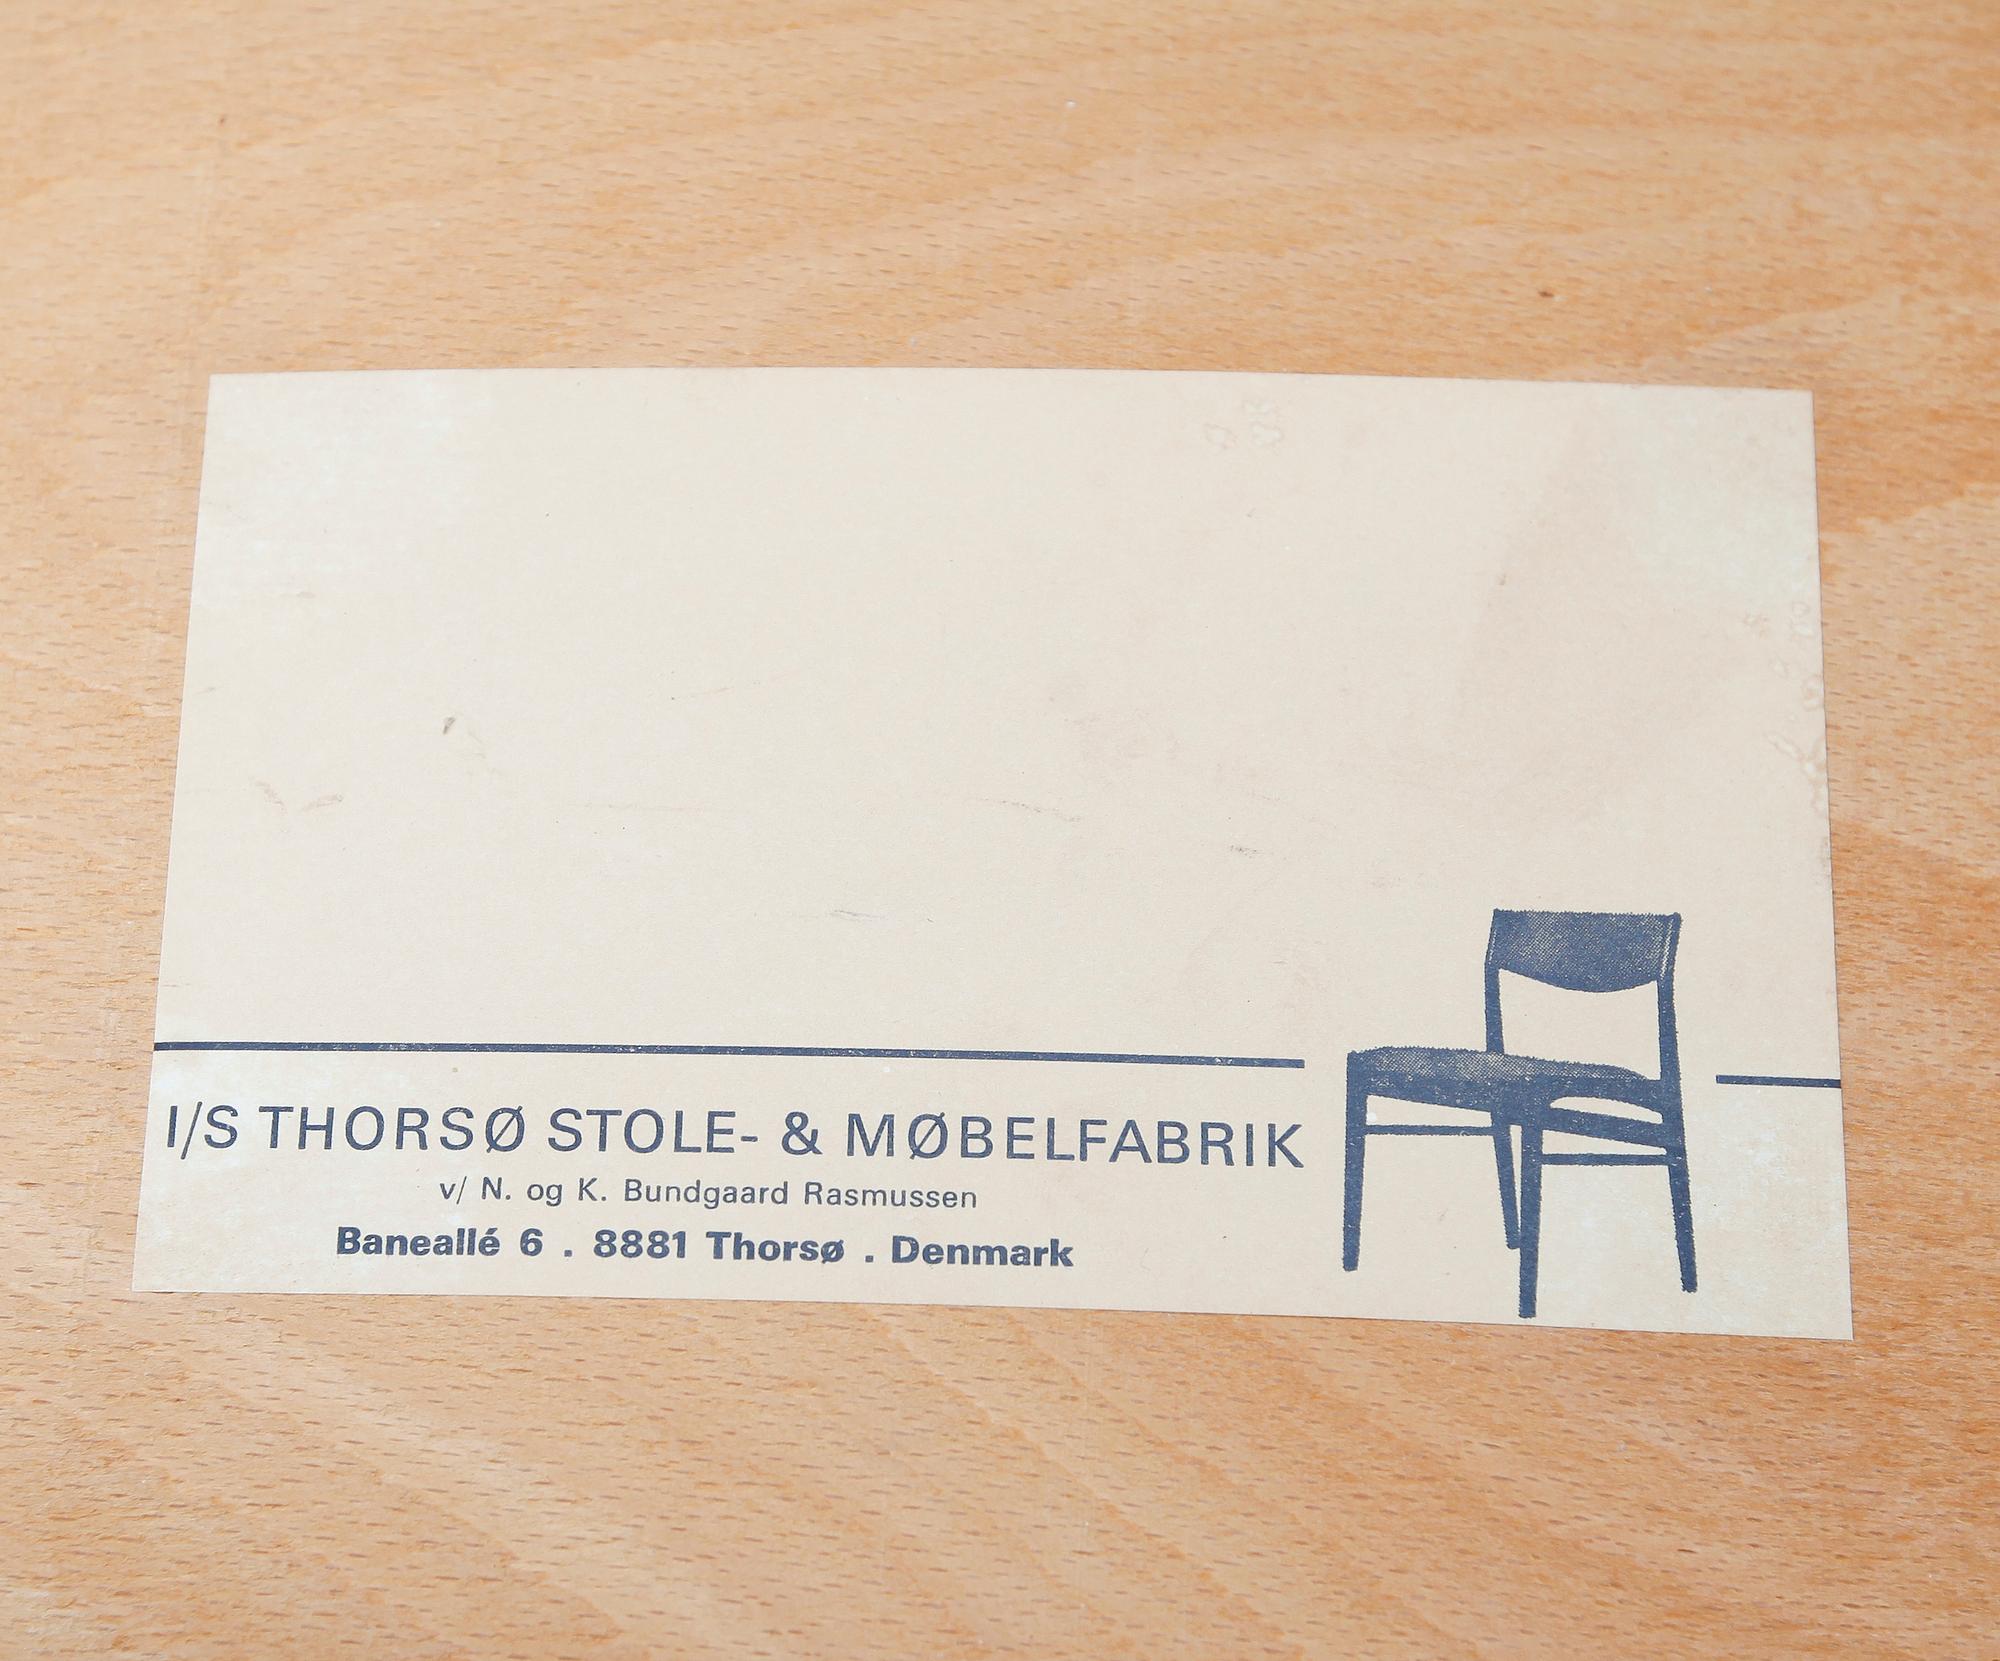 I/S THORSØ STOLE- & MØBELFABRIK
v/ N. og K. Bundgaard Rasmussen
Baneallé 6 . 8881 Thorsø . Denmark